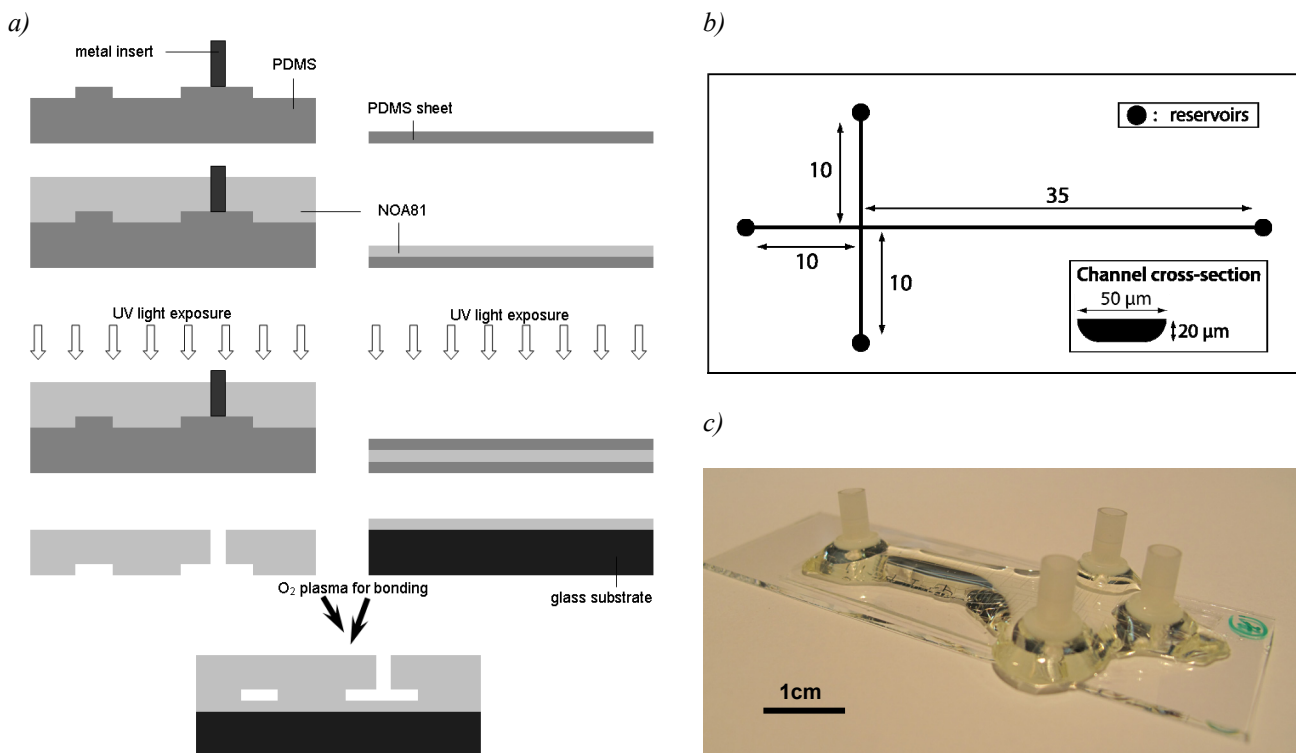 a)
metal insert
PDMS
PDMS sheet
NOA81
UV light exposure
UV light exposure
O₂ plasma for bonding
glass substrate
b)
: reservoirs
10
35
10
10
Channel cross-section
50 µm
20 µm
c)
1cm